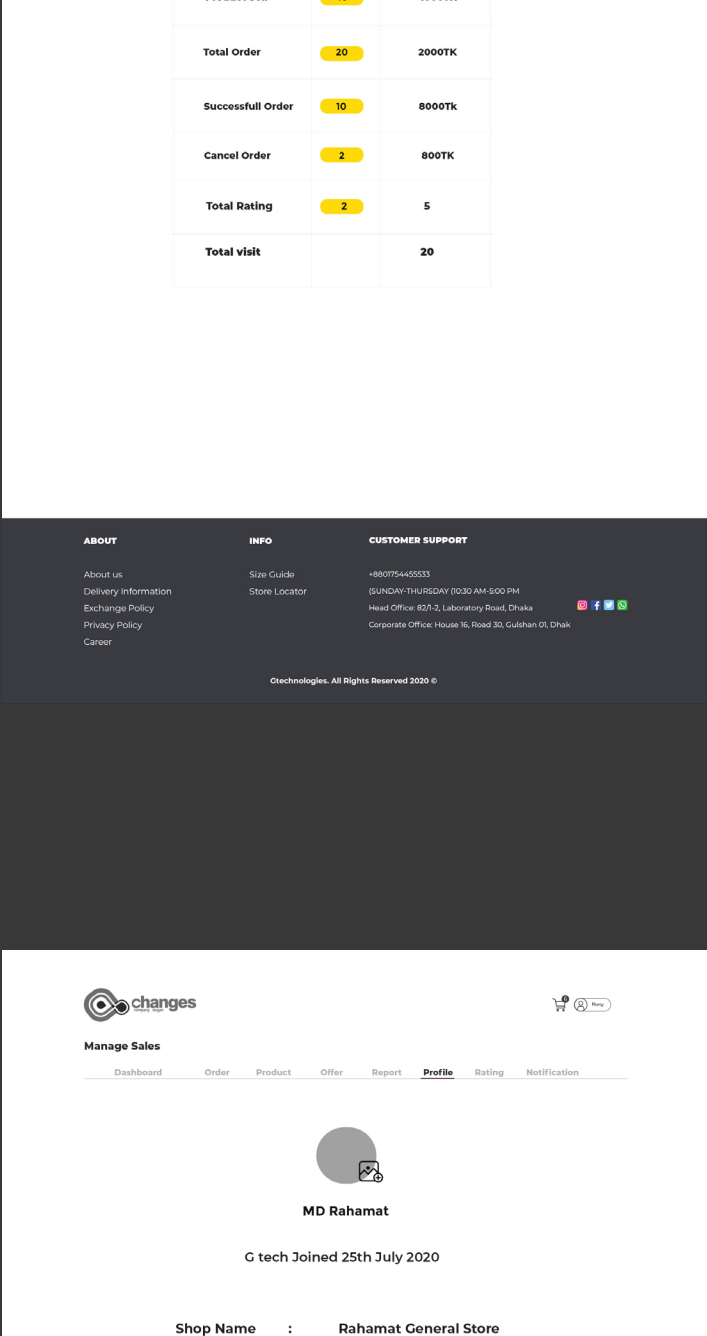 Total Order 20 2000TK
Successfull Order 10 8000Tk
Cancel Order 2 800TK
Total Rating 2 5
Total visit 20
ABOUT INFO CUSTOMER SUPPORT
About us Size Guide +8801754455533
Delivery Information Store Locator (SUNDAY-THURSDAY (10:30 AM-5:00 PM
Exchange Policy Head Office: 82/1-2, Laboratory Road, Dhaka
Privacy Policy Corporate Office: House 16, Road 30, Gulshan 01, Dhak
Career
Gtechnologies. All Rights Reserved 2020 ©
changes
company slogan
Rony
Manage Sales
Dashboard Order Product Offer Report Profile Rating Notification
MD Rahamat
G tech Joined 25th July 2020
Shop Name : Rahamat General Store